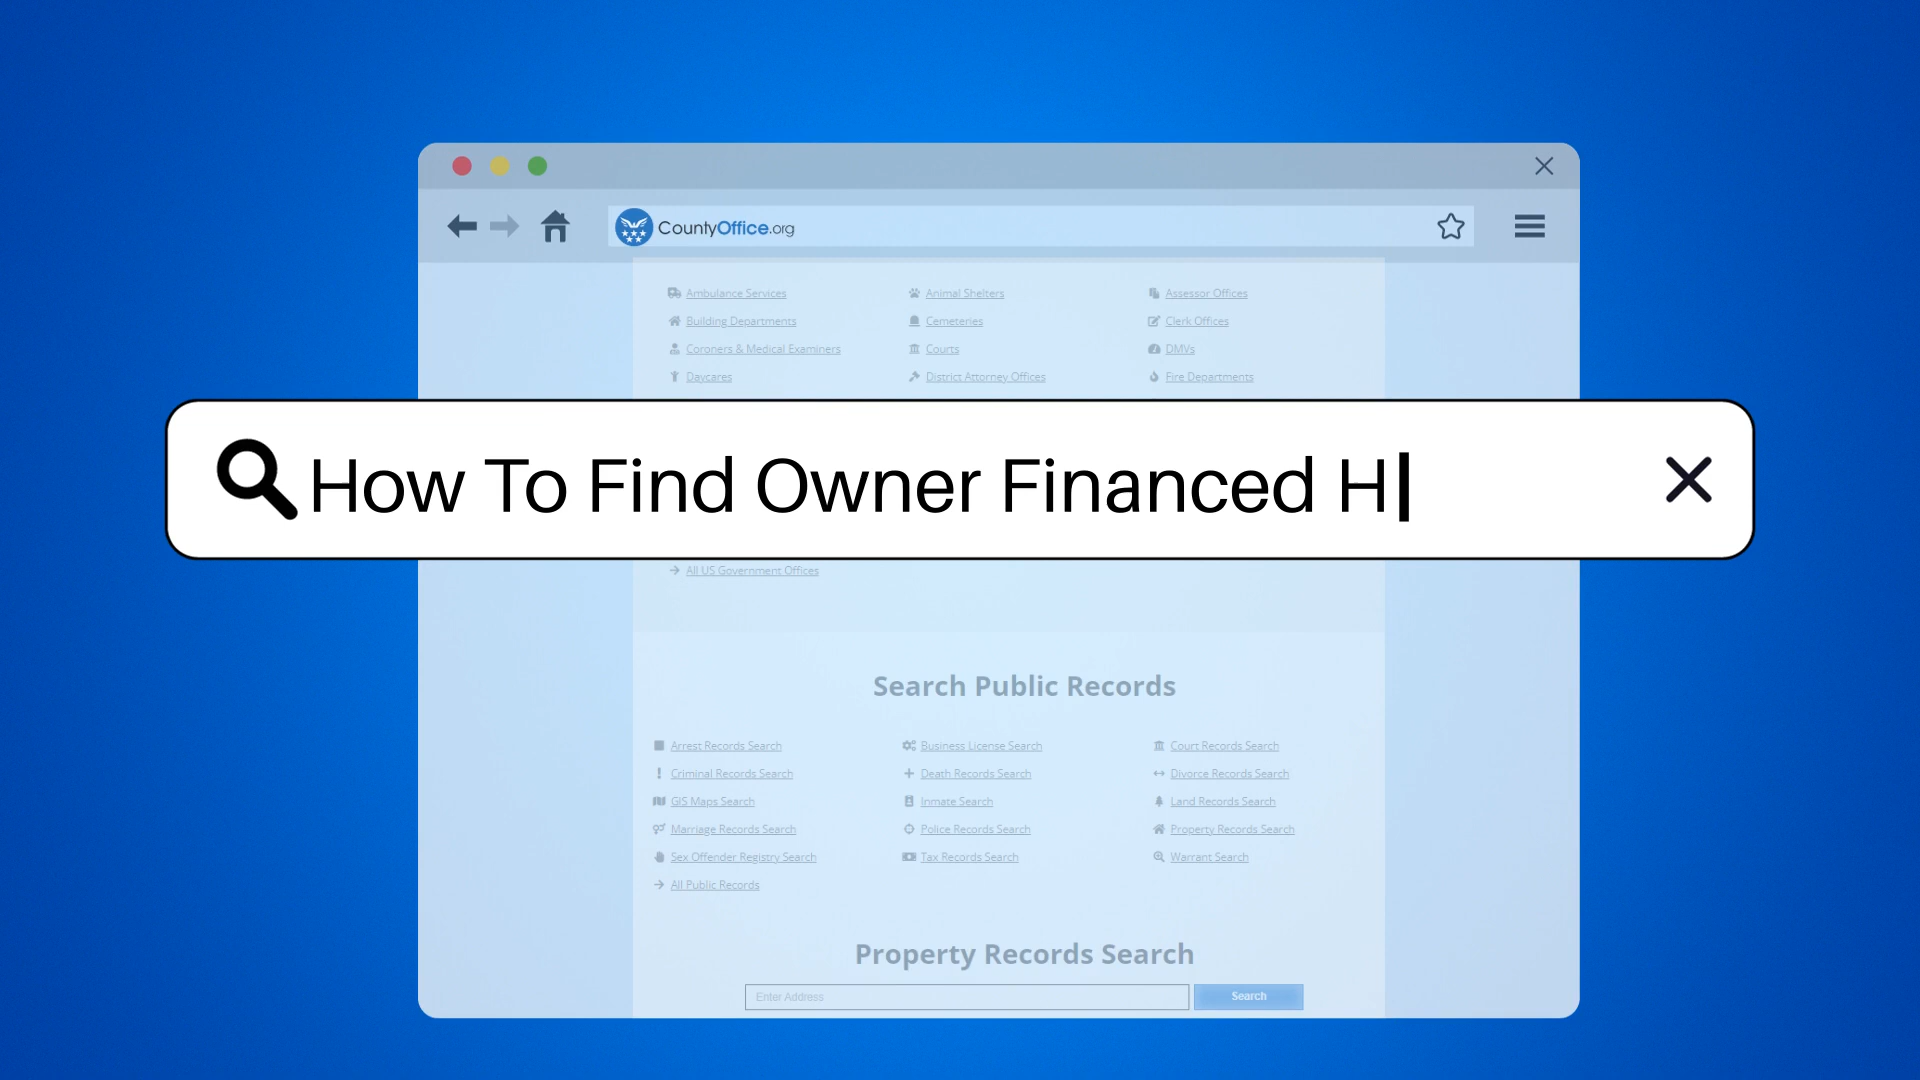 CountyOffice.org
Ambulance Services Animal Shelters Assessor Offices
Building Departments Cemeteries Clerk Offices
Coroners & Medical Examiners Courts DMVs
Daycares District Attorney Offices Fire Departments
How To Find Owner Financed H
All US Government Offices
Search Public Records
Arrest Records Search Business License Search Court Records Search
Criminal Records Search Death Records Search Divorce Records Search
GIS Maps Search Inmate Search Land Records Search
Marriage Records Search Police Records Search Property Records Search
Sex Offender Registry Search Tax Records Search Warrant Search
All Public Records
Property Records Search
Enter Address Search